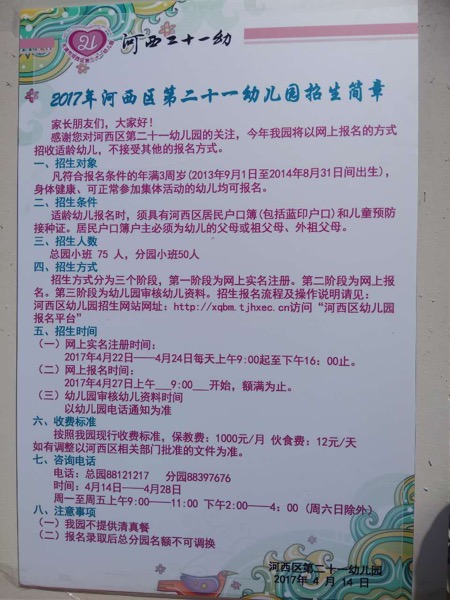 21
河西二十一幼
2017年河西区第二十一幼儿园招生简章
家长朋友们，大家好！
感谢您对河西区第二十一幼儿园的关注，今年我园将以网上报名的方式
招收适龄幼儿，不接受其他的报名方式。
一、招生对象
凡符合报名条件的年满3周岁(2013年9月1日至2014年8月31日间出生)，
身体健康、可正常参加集体活动的幼儿均可报名。
二、招生条件
适龄幼儿报名时，须具有河西区居民户口簿(包括蓝印户口)和儿童预防
接种证。居民户口簿户主必须为幼儿的父母或祖父母、外祖父母。
三、招生人数
总园小班 75 人，分园小班50人
四、招生方式
招生方式分为三个阶段，第一阶段为网上实名注册。第二阶段为网上报
名。第三阶段为幼儿园审核幼儿资料。招生报名流程及操作说明请见：
河西区幼儿园招生网站网址：http://xqbm.tjhxec.cn访问“河西区幼儿园
报名平台”
五、招生时间
（一）网上实名注册时间：
2017年4月22日——4月24日每天上午9:00起至下午16：00止。
（二）网上报名时间：
2017年4月27日上午__9:00___开始，额满为止。
（三）幼儿园审核幼儿资料时间
以幼儿园电话通知为准
六、收费标准
按照我园现行收费标准，保教费：1000元/月 伙食费：12元/天
如有调整以河西区相关部门批准的文件为准。
七、咨询电话
电话：总园88121217 分园88397676
时间：4月14日——4月28日
周一至周五上午9:00——11:00 下午2:00——4：00（周六日除外）
八、注意事项
（一）我园不提供清真餐
（二）报名录取后总分园名额不可调换
河西区第二十一幼儿园
2017年 4 月 14 日